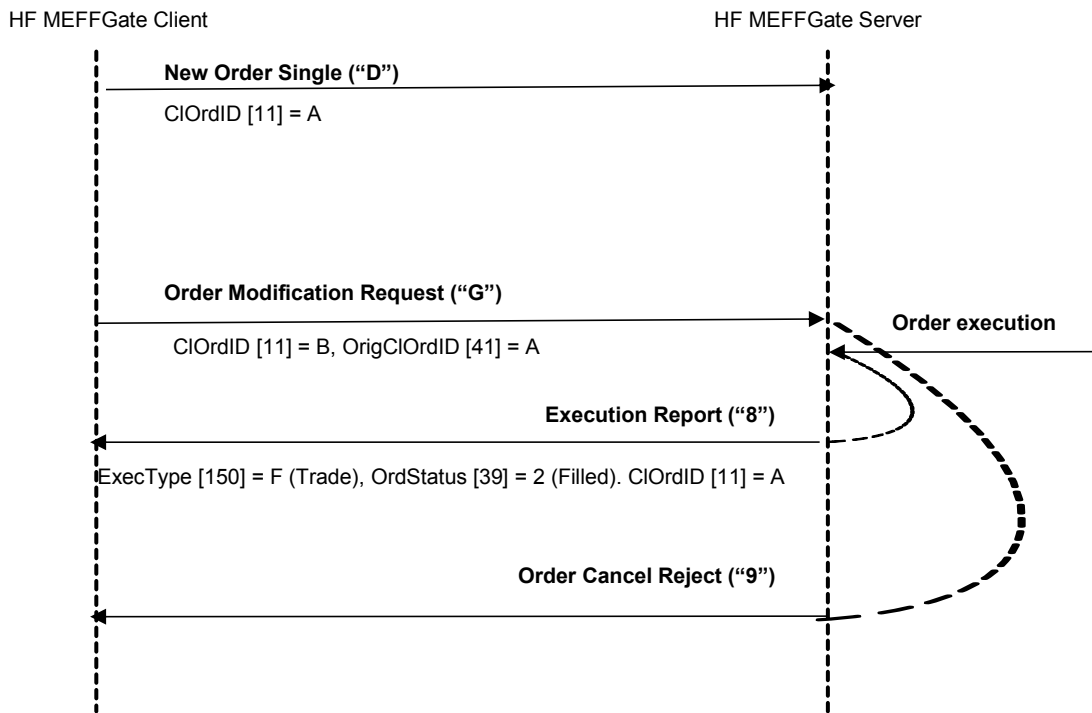 HF MEFFGate Client
HF MEFFGate Server
New Order Single (“D”)
ClOrdID [11] = A
Order Modification Request (“G”)
Order execution
ClOrdID [11] = B, OrigClOrdID [41] = A
Execution Report (“8”)
ExecType [150] = F (Trade), OrdStatus [39] = 2 (Filled). ClOrdID [11] = A
Order Cancel Reject (“9”)